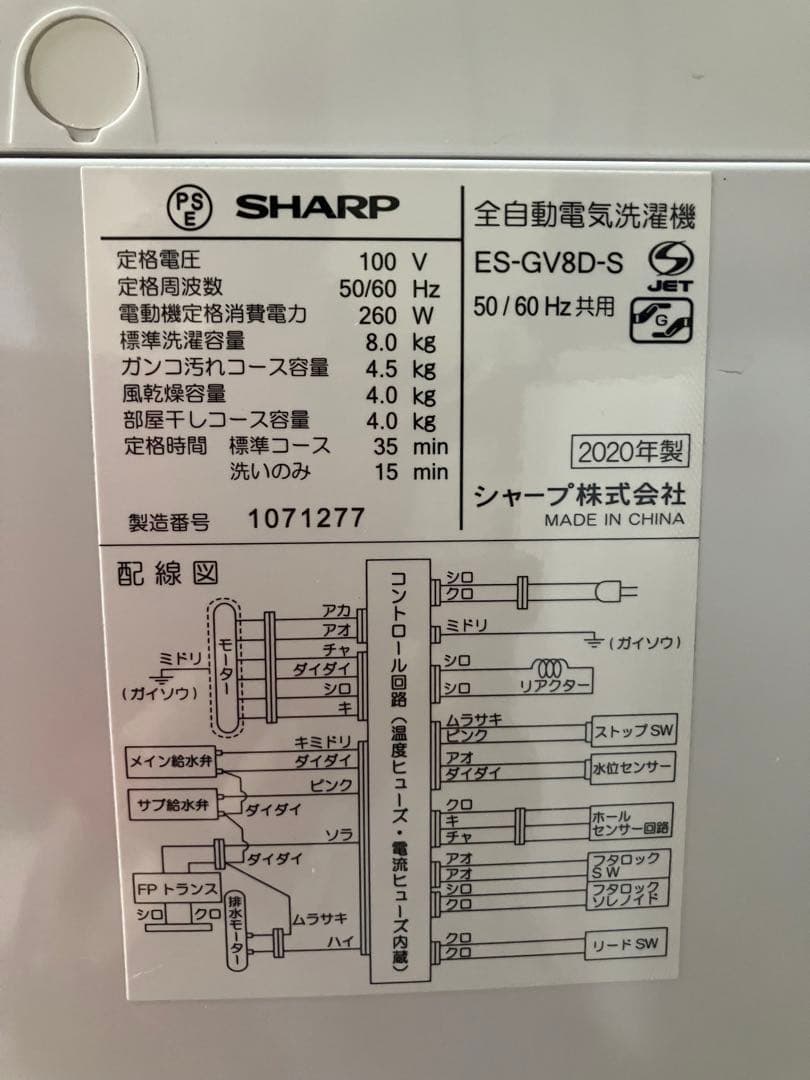 PSE SHARP
定格電圧 100 V
定格周波数 50/60 Hz
電動機定格消費電力 260 W
標準洗濯容量 8.0 kg
ガンコ汚れコース容量 4.5 kg
風乾燥容量 4.0 kg
部屋干しコース容量 4.0 kg
定格時間 標準コース 35 min
洗いのみ 15 min
製造番号 1071277
全自動電気洗濯機
ES-GV8D-S
S JET
50/60 Hz 共用
G
2020年製
シャープ株式会社
MADE IN CHINA
配線図
モーター
ミドリ
(ガイソウ)
アカ
アオ
チャ
ダイダイ
シロ
キ
メイン給水弁
キミドリ
ダイダイ
サブ給水弁
ピンク
ダイダイ
ソラ
ダイダイ
FPトランス
シロ
クロ
排水モーター
ムラサキ
ハイ
コントロール回路(温度ヒューズ・電流ヒューズ内蔵)
シロ
クロ
ミドリ
(ガイソウ)
シロ
シロ
リアクター
ムラサキ
ピンク
ストップSW
アオ
ダイダイ
水位センサー
クロ
キ
チャ
ホール
センサー回路
アオ
アオ
フタロック
SW
シロ
クロ
フタロック
ソレノイド
クロ
クロ
リードSW